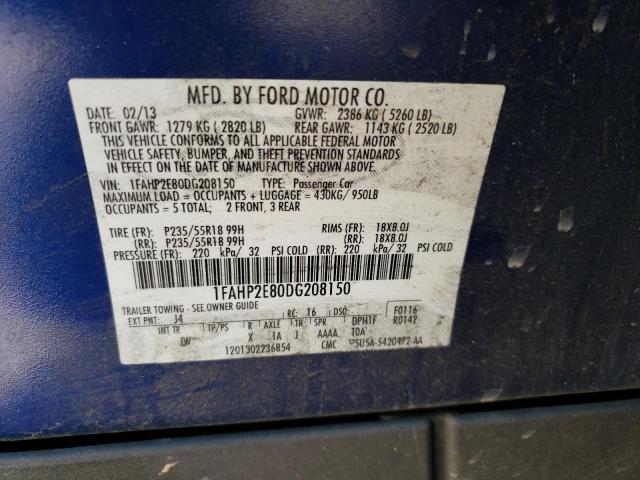 MFD. BY FORD MOTOR CO.
DATE: 02/13 GVWR: 2386 KG ( 5260 LB)
FRONT GAWR: 1279 KG ( 2820 LB) REAR GAWR: 1143 KG ( 2520 LB)
THIS VEHICLE CONFORMS TO ALL APPLICABLE FEDERAL MOTOR
VEHICLE SAFETY, BUMPER, AND THEFT PREVENTION STANDARDS
IN EFFECT ON THE DATE OF MANUFACTURE SHOWN ABOVE.
VIN: 1FAHP2E80DG208150 TYPE: Passenger Car
MAXIMUM LOAD = OCCUPANTS + LUGGAGE = 430KG/ 950LB
OCCUPANTS = 5 TOTAL: 2 FRONT, 3 REAR
TIRE (FR): P235/55R18 99H RIMS (FR): 18X8.0J
(RR): P235/55R18 99H (RR): 18X8.0J
PRESSURE (FR): 220 kPa/ 32 PSI COLD (RR): 220 kPa/ 32 PSI COLD
1FAHP2E80DG208150
TRAILER TOWING - SEE OWNER GUIDE
EXT PNT: J4 RC: 16 DSO: F0116
R0142
INT TR TP/PS R AXLE TR SPR DPH1F
LW X 1A J AAAA TOA
1201302236854 CMC 5U5A-5420472-AA